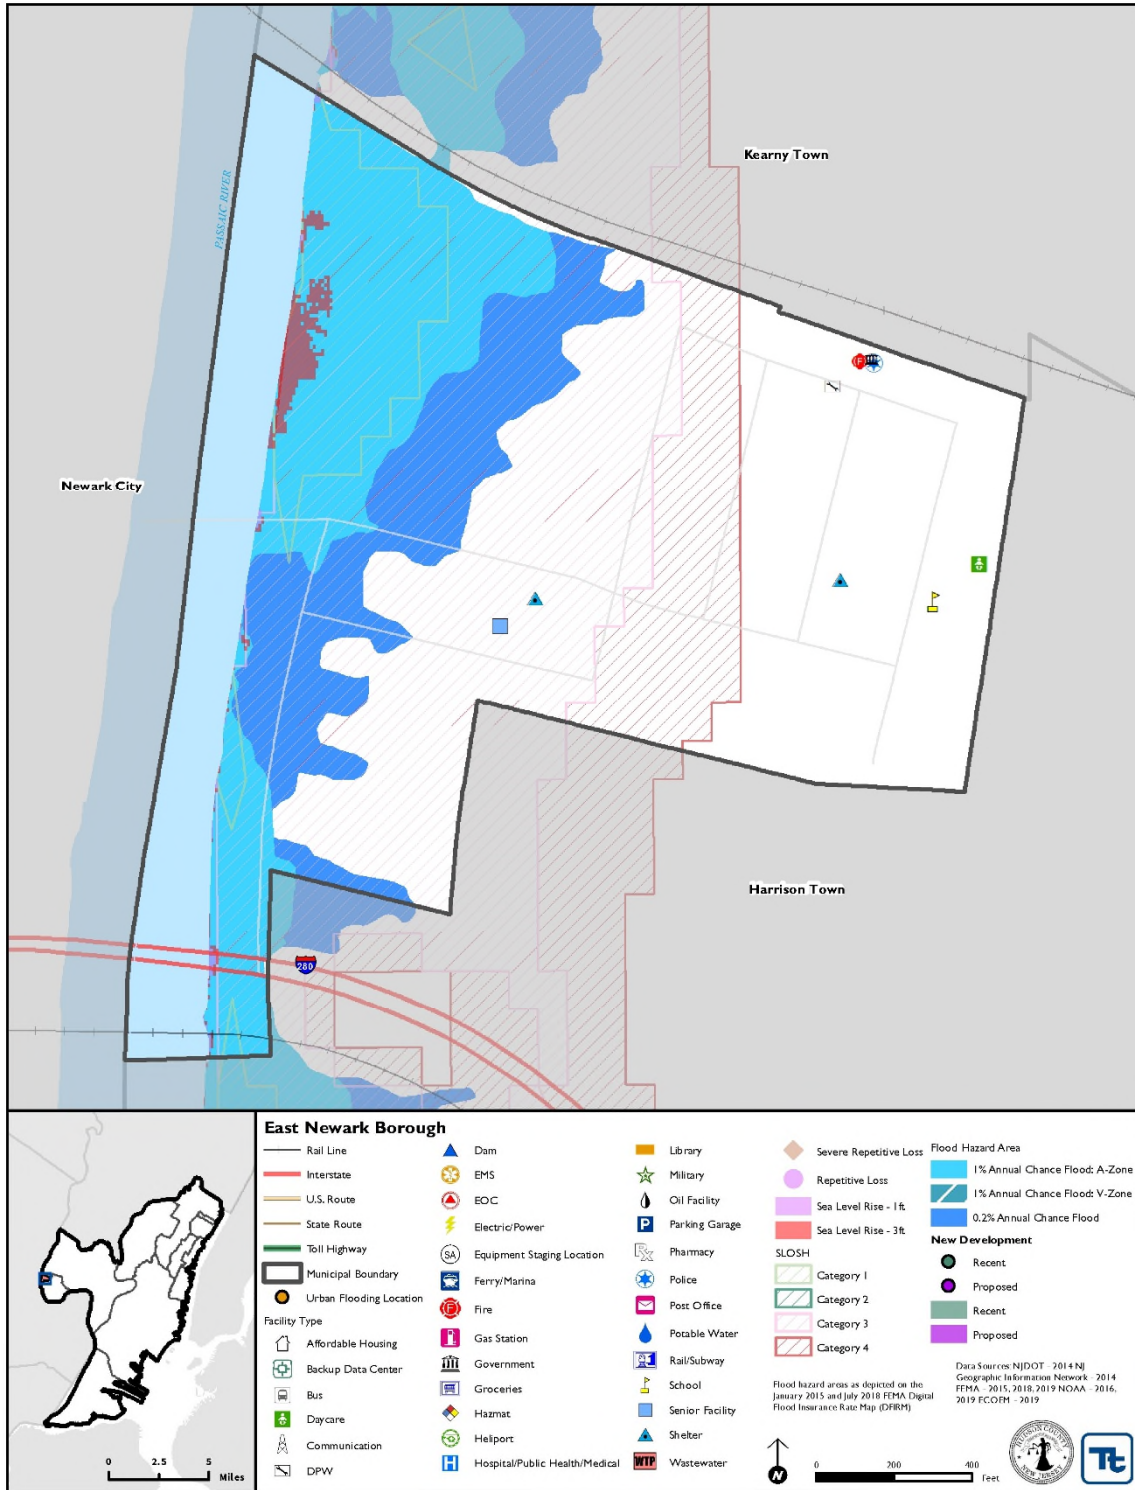 Kearny Town
PASSAIC RIVER
Newark City
Harrison Town
280
East Newark Borough
Rail Line
Interstate
U.S. Route
State Route
Toll Highway
Municipal Boundary
Urban Flooding Location
Facility Type
Affordable Housing
Backup Data Center
Bus
Daycare
Communication
DPW
Dam
EMS
EOC
Electric/Power
SA Equipment Staging Location
Ferry/Marina
F Fire
Gas Station
Government
Groceries
Hazmat
Heliport
H Hospital/Public Health/Medical
Library
Military
Oil Facility
P Parking Garage
Rx Pharmacy
Police
Post Office
Potable Water
Rail/Subway
School
Senior Facility
Shelter
WTP Wastewater
Severe Repetitive Loss
Repetitive Loss
Sea Level Rise - 1ft
Sea Level Rise - 3ft
SLOSH
Category 1
Category 2
Category 3
Category 4
Flood Hazard Area
1% Annual Chance Flood: A-Zone
1% Annual Chance Flood: V-Zone
0.2% Annual Chance Flood
New Development
Recent
Proposed
Recent
Proposed
Flood hazard areas as depicted on the
January 2015 and July 2018 FEMA Digital
Flood Insurance Rate Map (DFIRM)
Data Sources: NJDOT - 2014 NJ
Geographic Information Network - 2014
FEMA - 2015, 2018, 2019 NOAA - 2016,
2019 FCOFM - 2019
0 2.5 5
Miles
N
0 200 400
Feet
HUDSON COUNTY
NEW JERSEY
Tt